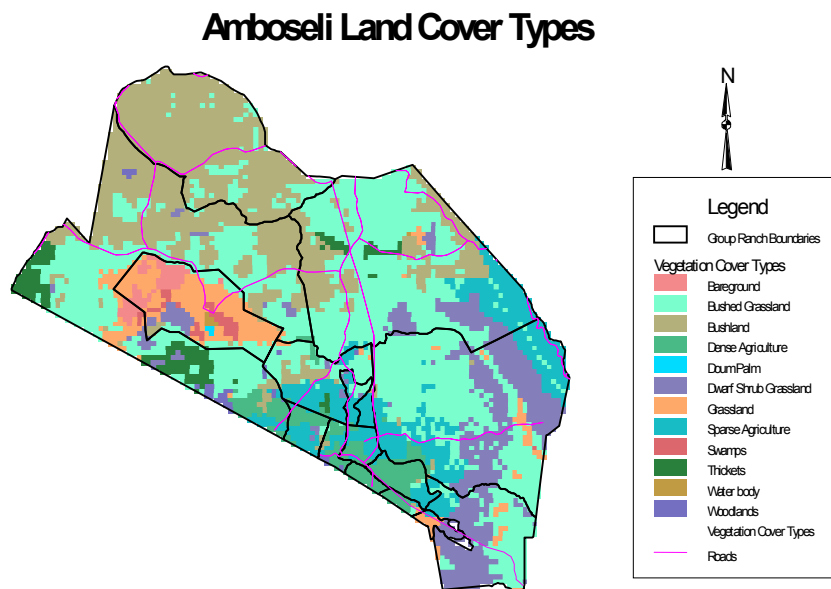 Amboseli Land Cover Types
N
Legend
Group Ranch Boundaries
Vegetation Cover Types
Bareground
Bushed Grassland
Bushland
Dense Agriculture
Doum Palm
Dwarf Shrub Grassland
Grassland
Sparse Agriculture
Swamps
Thickets
Water body
Woodlands
Vegetation Cover Types
Roads